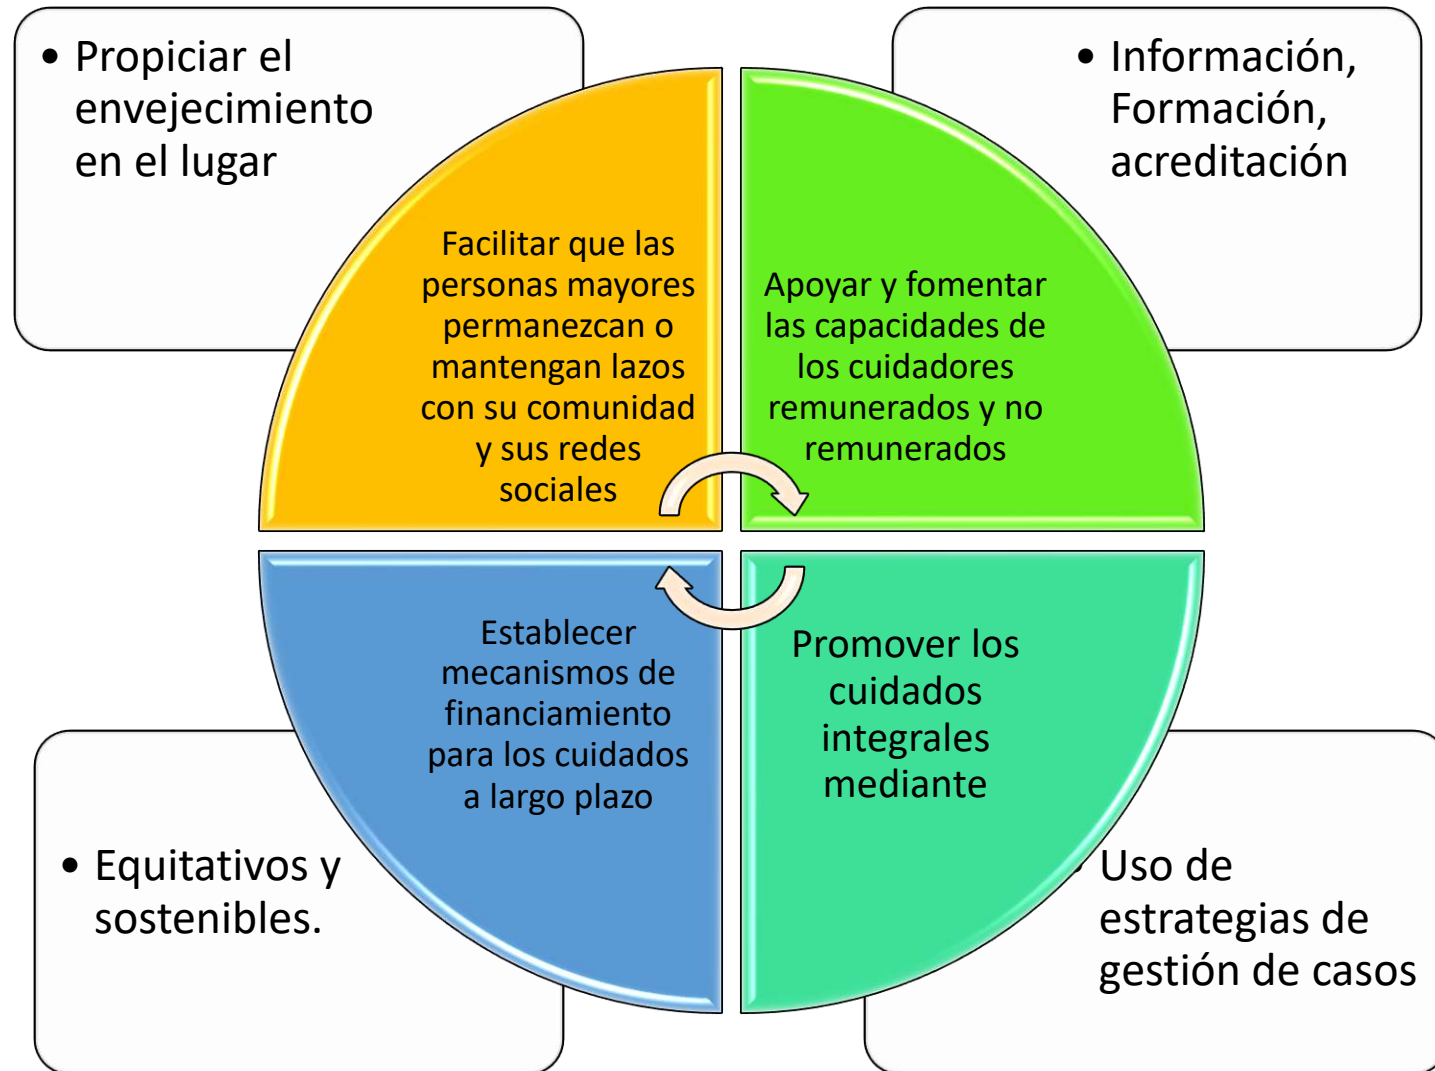 • Propiciar el
envejecimiento
en el lugar
• Información,
Formación,
acreditación
Facilitar que las
personas mayores
permanezcan o
mantengan lazos
con su comunidad
y sus redes
sociales
Apoyar y fomentar
las capacidades de
los cuidadores
remunerados y no
remunerados
Establecer
mecanismos de
financiamiento
para los cuidados
a largo plazo
Promover los
cuidados
integrales
mediante
• Equitativos y
sostenibles.
• Uso de
estrategias de
gestión de casos